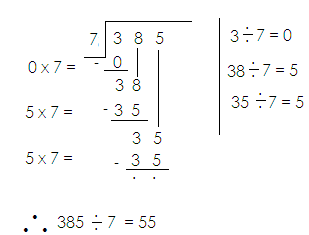 7 3 8 5
0 x 7 = - 0
3 8
5 x 7 = - 3 5
3 5
5 x 7 = - 3 5
. .
3 ÷ 7 = 0
38 ÷ 7 = 5
35 ÷ 7 = 5
∴ 385 ÷ 7 = 55